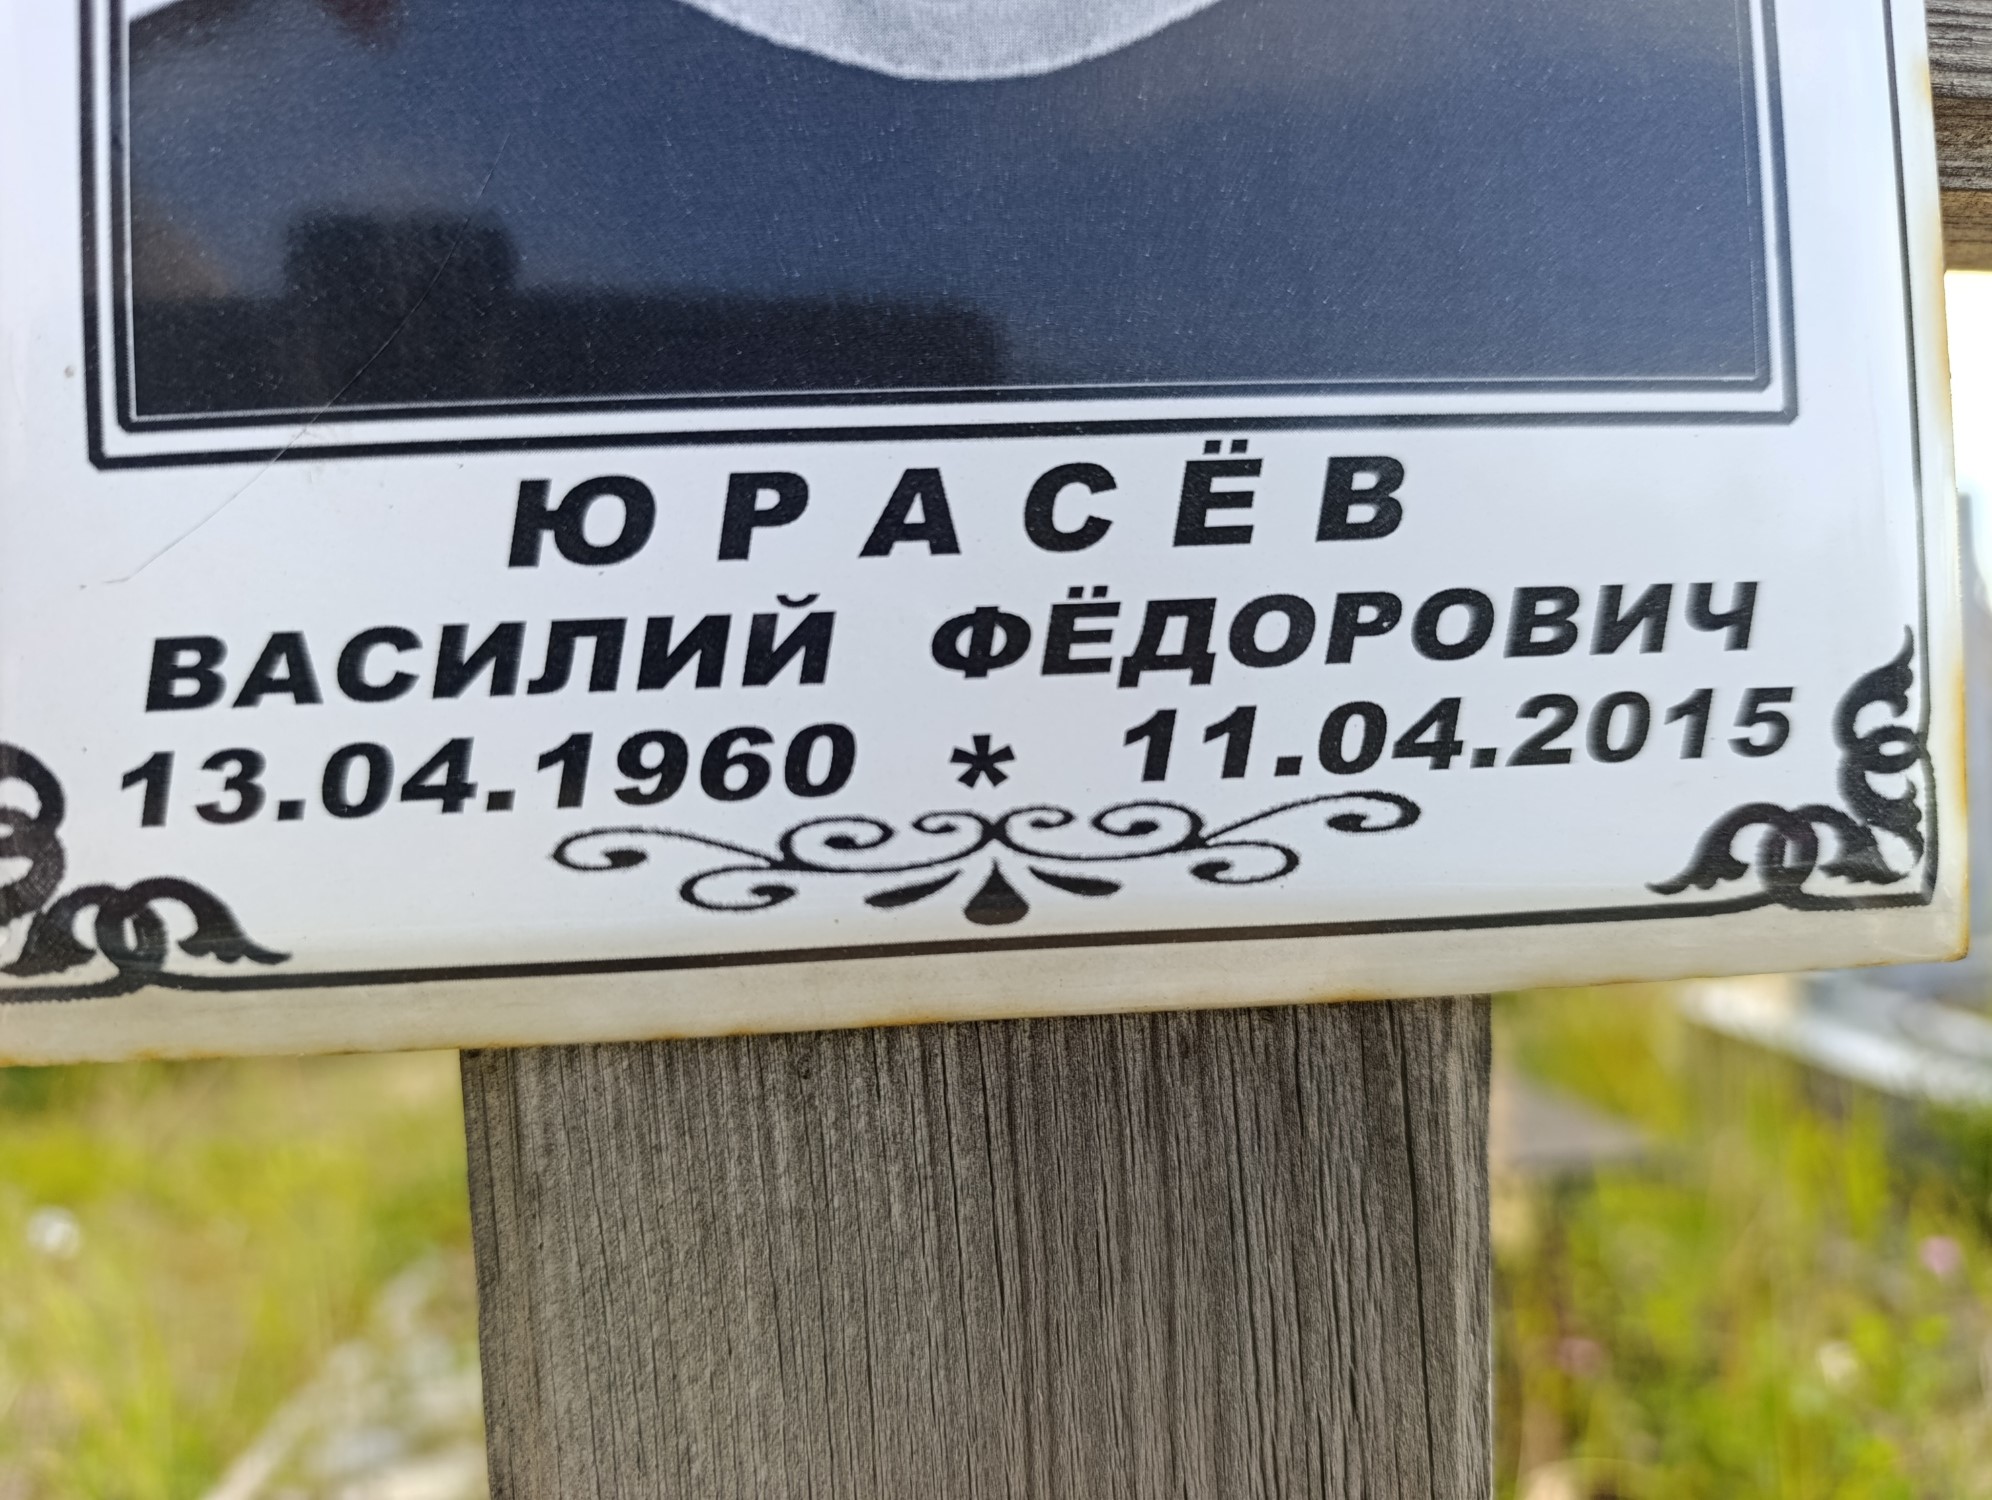 ЮРАСЁВ
ВАСИЛИЙ ФЁДОРОВИЧ
13.04.1960 * 11.04.2015